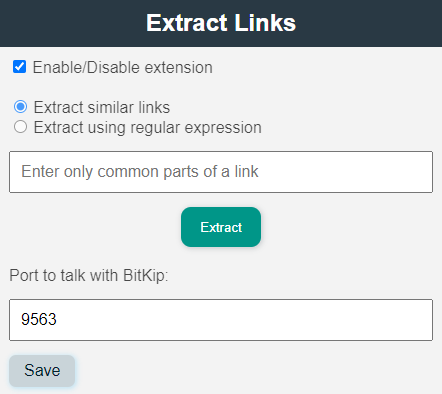 Extract Links
Enable/Disable extension
Extract similar links
Extract using regular expression
Enter only common parts of a link
Extract
Port to talk with BitKip:
9563
Save